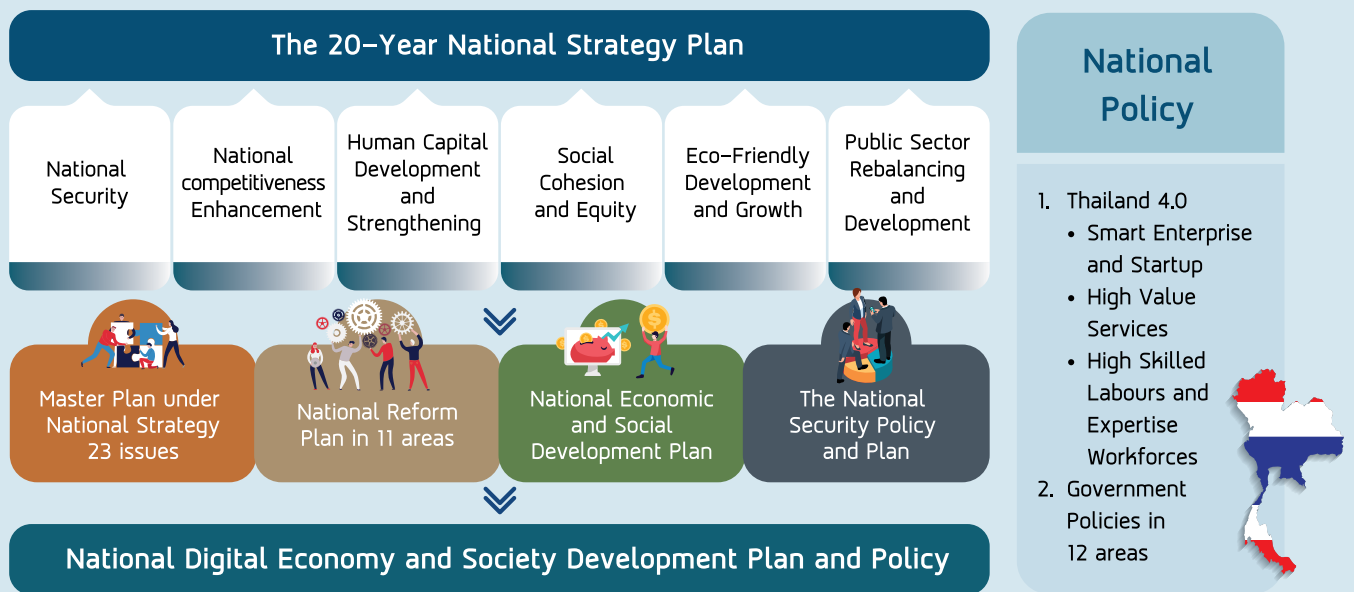 The 20-Year National Strategy Plan
National
Security
National
competitiveness
Enhancement
Human Capital
Development
and
Strengthening
Social
Cohesion
and Equity
Eco-Friendly
Development
and Growth
Public Sector
Rebalancing
and
Development
Master Plan under
National Strategy
23 issues
National Reform
Plan in 11 areas
National Economic
and Social
Development Plan
The National
Security Policy
and Plan
National Digital Economy and Society Development Plan and Policy
National
Policy
1. Thailand 4.0
• Smart Enterprise
and Startup
• High Value
Services
• High Skilled
Labours and
Expertise
Workforces
2. Government
Policies in
12 areas